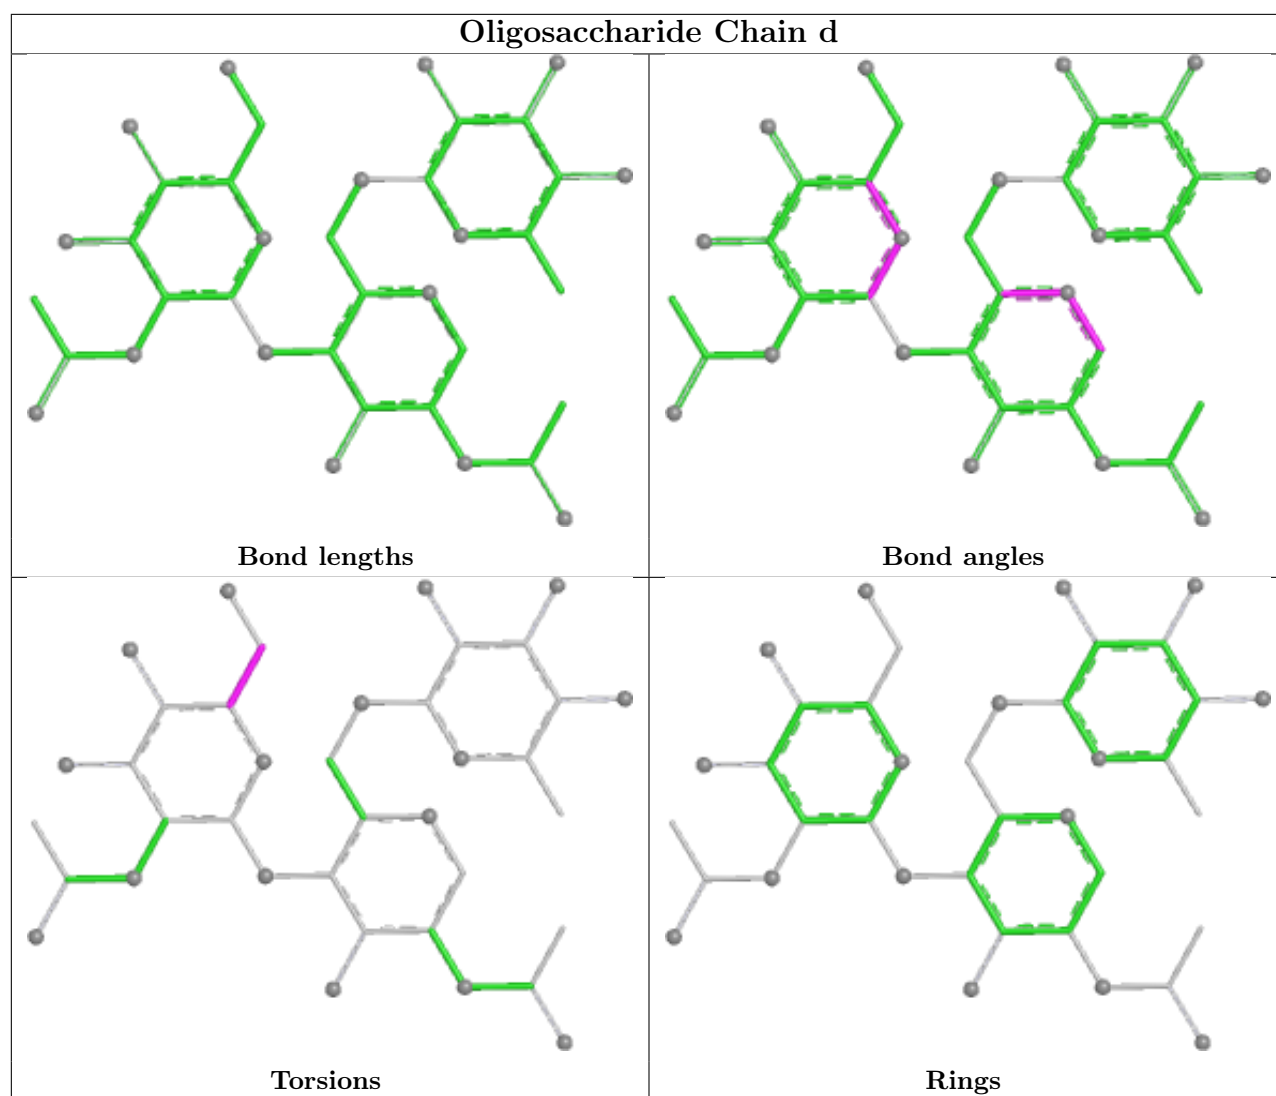 Oligosaccharide Chain d
Bond lengths
Bond angles
Torsions
Rings